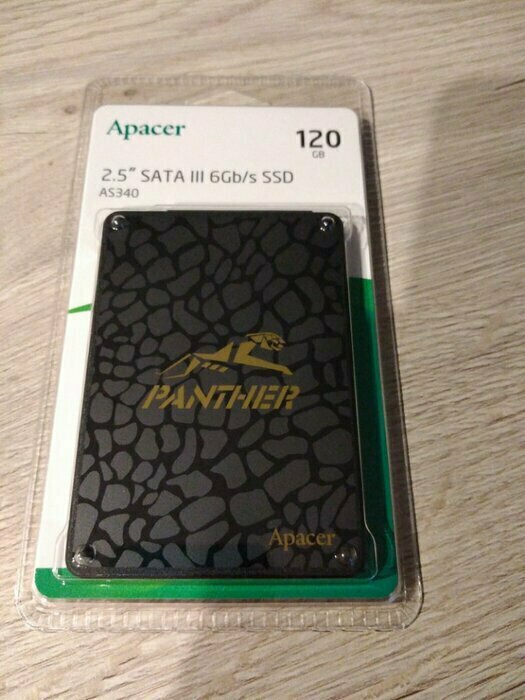 Apacer
120
GB
2.5" SATA III 6Gb/s SSD
AS340
PANTHER
Apacer